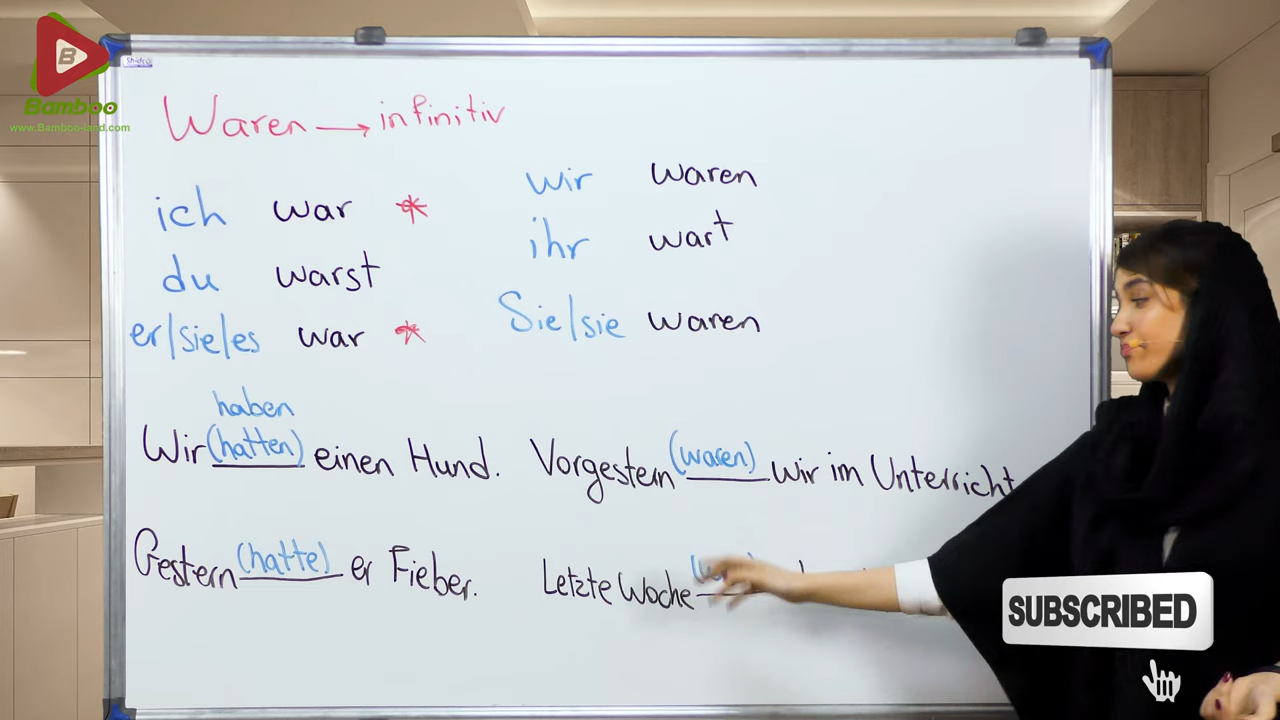 B
Bamboo
www.Bamboo-land.com
Waren → infinitiv
ich war *
du warst
er/sie/es war *
wir waren
ihr wart
Sie/sie waren
haben
Wir (hatten) einen Hund.
Vorgestern (waren) wir im Unterricht
Gestern (hatte) er Fieber.
Letzte Woche
SUBSCRIBED